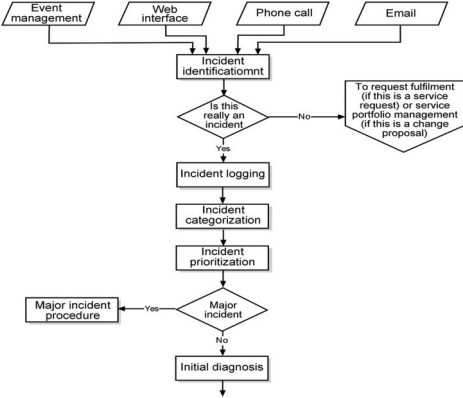 Event
management
Web
interface
Phone call
Email
Incident
identificatiomnt
Is this
really an
incident
No
To request fulfilment
(if this is a service
request) or service
portfolio management
(if this is a change
proposal)
Yes
Incident logging
Incident
categorization
Incident
prioritization
Major incident
procedure
Yes
Major
incident
No
Initial diagnosis